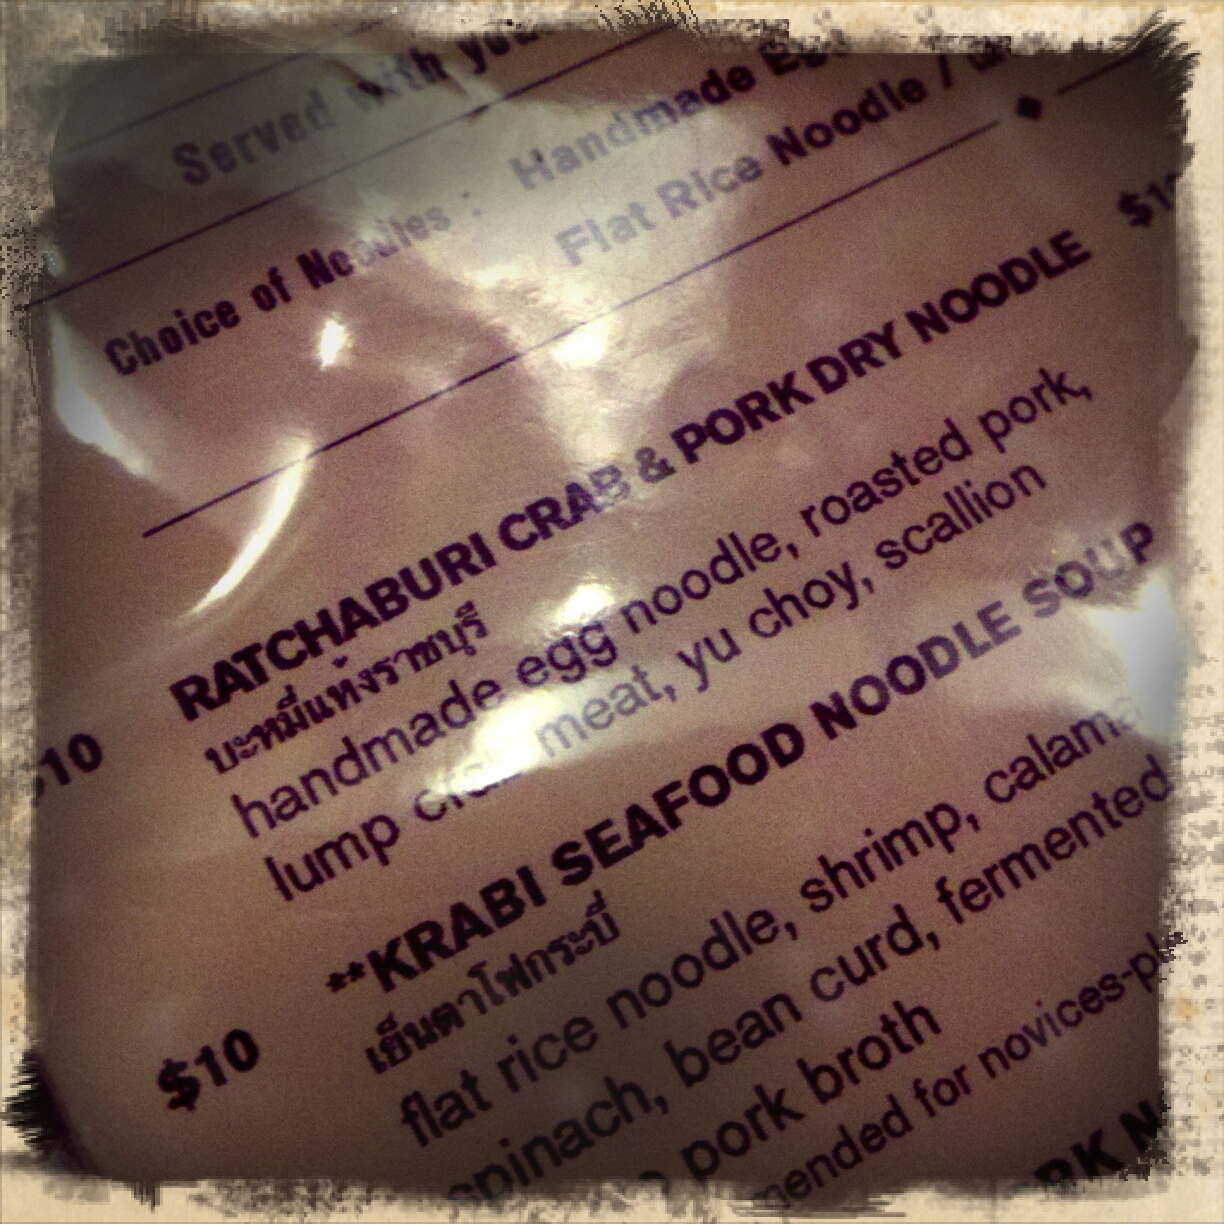 Served with
Choice of Noodles : Handmade Egg
Flat Rice Noodle /
$10
RATCHABURI CRAB & PORK DRY NOODLE
บะหมี่แห้งราชบุรี
handmade egg noodle, roasted pork,
lump crab meat, yu choy, scallion
$10
**KRABI SEAFOOD NOODLE SOUP
เย็นตาโฟกระบี่
flat rice noodle, shrimp,
spinach, bean curd, fermented
pork broth
for novices-